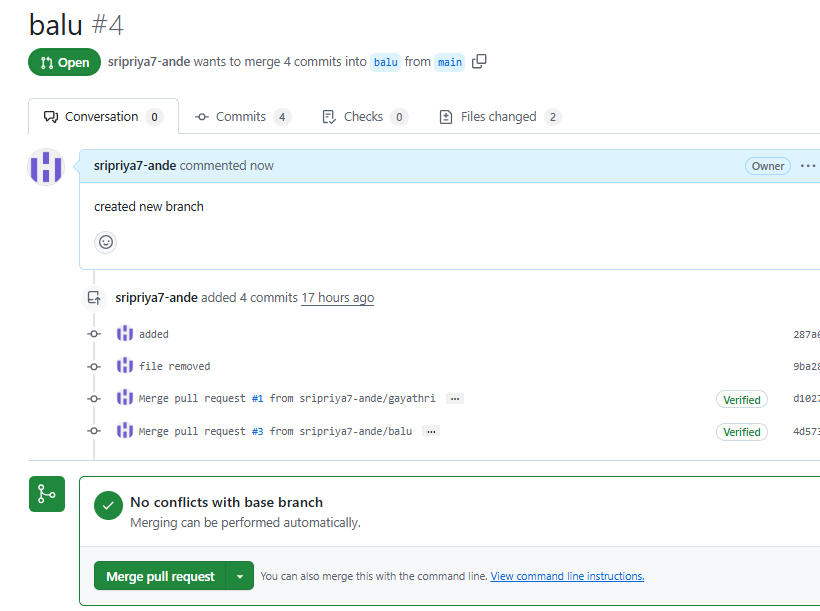 balu #4
Open sripriya7-ande wants to merge 4 commits into balu from main
Conversation 0 Commits 4 Checks 0 Files changed 2
sripriya7-ande commented now Owner ...
created new branch
sripriya7-ande added 4 commits 17 hours ago
added 287a
file removed 9ba28
Merge pull request #1 from sripriya7-ande/gayathri ... Verified d1027
Merge pull request #3 from sripriya7-ande/balu ... Verified 4d573
No conflicts with base branch
Merging can be performed automatically.
Merge pull request You can also merge this with the command line. View command line instructions.